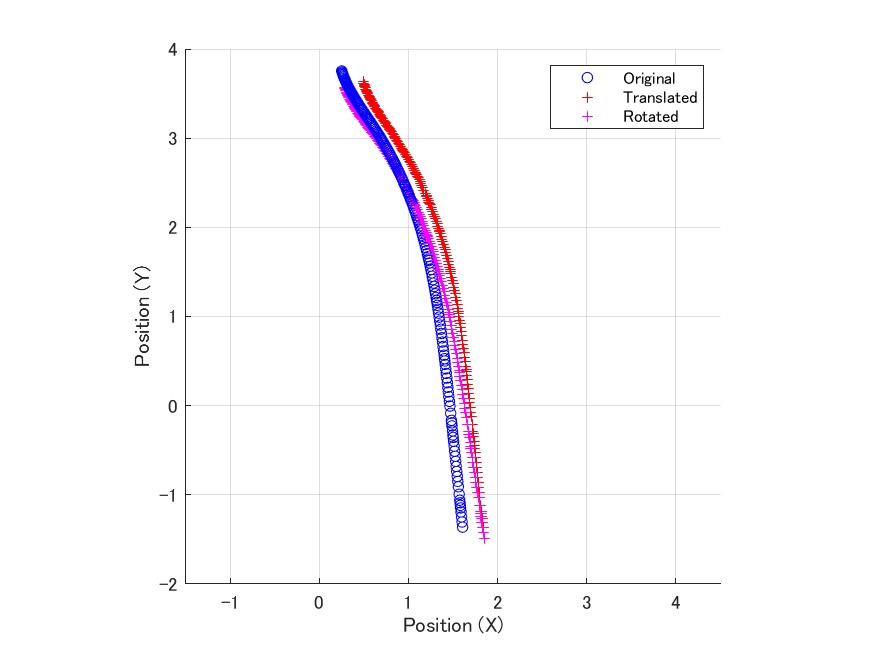 4
3
2
1
0
−1
−2
−1
0
1
2
3
4
Position (X)
Position (Y)
Original
Translated
Rotated